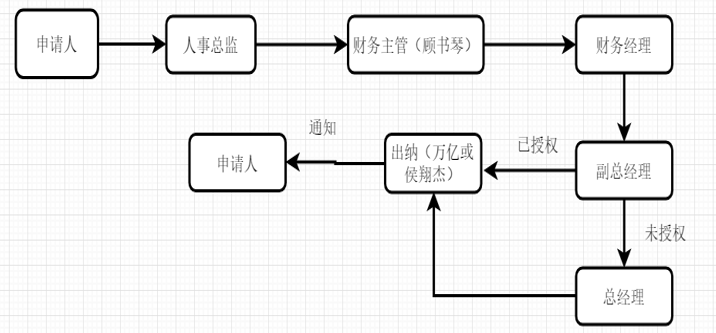 申请人
人事总监
财务主管（顾书琴）
财务经理
通知
已授权
申请人
出纳（万亿或
侯翔杰）
副总经理
未授权
总经理